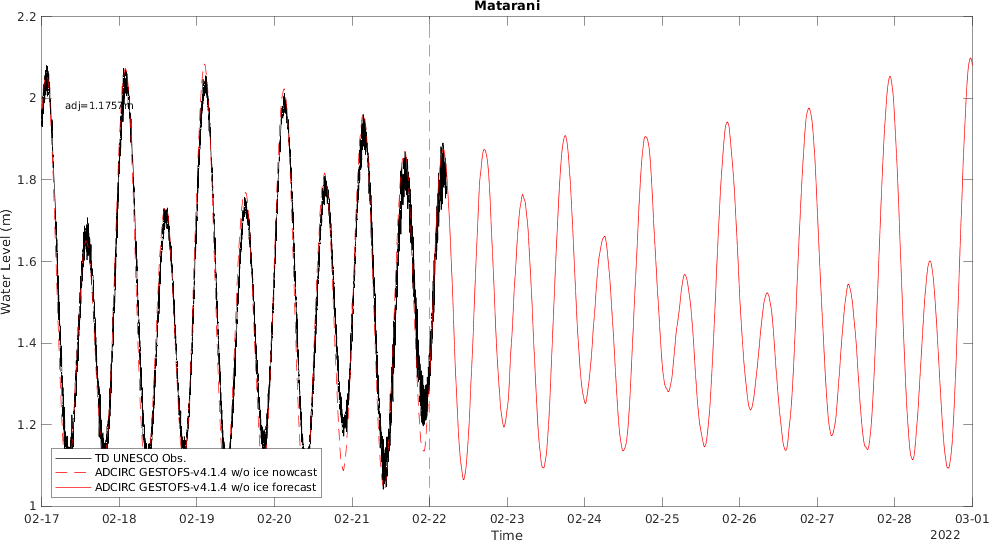 Matarani
2.2
2
1.8
1.6
1.4
1.2
1
Water Level (m)
adj=1.1757m
TD UNESCO Obs.
ADCIRC GESTOFS-v4.1.4 w/o ice nowcast
ADCIRC GESTOFS-v4.1.4 w/o ice forecast
02-17 02-18 02-19 02-20 02-21 02-22 02-23 02-24 02-25 02-26 02-27 02-28 03-01
Time
2022